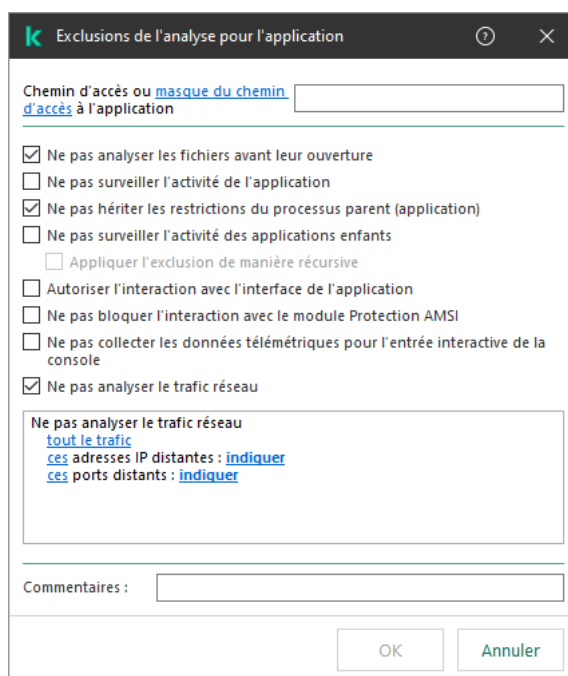 Exclusions de l'analyse pour l'application
Chemin d'accès ou masque du chemin
d'accès à l'application
Ne pas analyser les fichiers avant leur ouverture
Ne pas surveiller l'activité de l'application
Ne pas hériter les restrictions du processus parent (application)
Ne pas surveiller l'activité des applications enfants
Appliquer l'exclusion de manière récursive
Autoriser l'interaction avec l'interface de l'application
Ne pas bloquer l'interaction avec le module Protection AMSI
Ne pas collecter les données télémétriques pour l'entrée interactive de la
console
Ne pas analyser le trafic réseau
Ne pas analyser le trafic réseau
tout le trafic
ces adresses IP distantes : indiquer
ces ports distants : indiquer
Commentaires :
OK Annuler